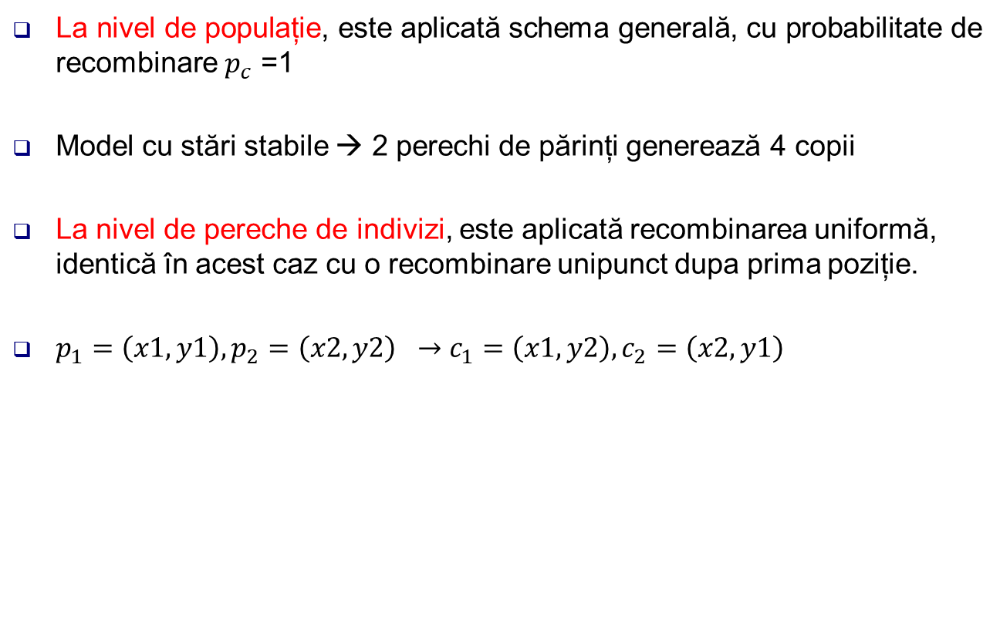 La nivel de populație, este aplicată schema generală, cu probabilitate de
recombinare p_c =1
Model cu stări stabile → 2 perechi de părinți generează 4 copii
La nivel de pereche de indivizi, este aplicată recombinarea uniformă,
identică în acest caz cu o recombinare unipunct dupa prima poziție.
p_1 = (x1, y1), p_2 = (x2, y2) → c_1 = (x1, y2), c_2 = (x2, y1)